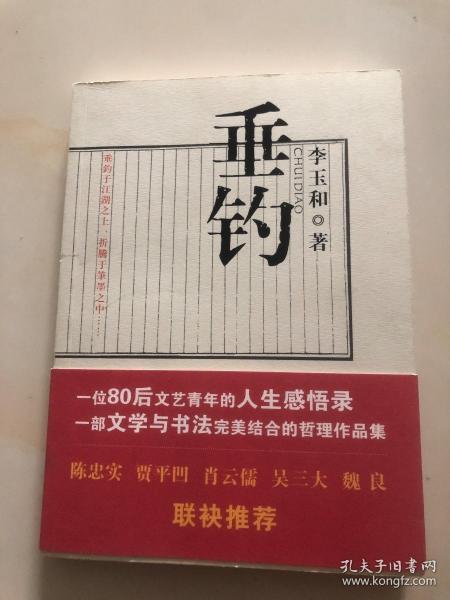 垂钓
CHUIDIAO
李玉和◎著
垂釣于江湖之上、折騰于筆墨之中……
一位80后文艺青年的人生感悟录
一部文学与书法完美结合的哲理作品集
陈忠实 贾平凹 肖云儒 吴三大 魏良
联袂推荐
孔夫子旧书网
www.kongfz.com